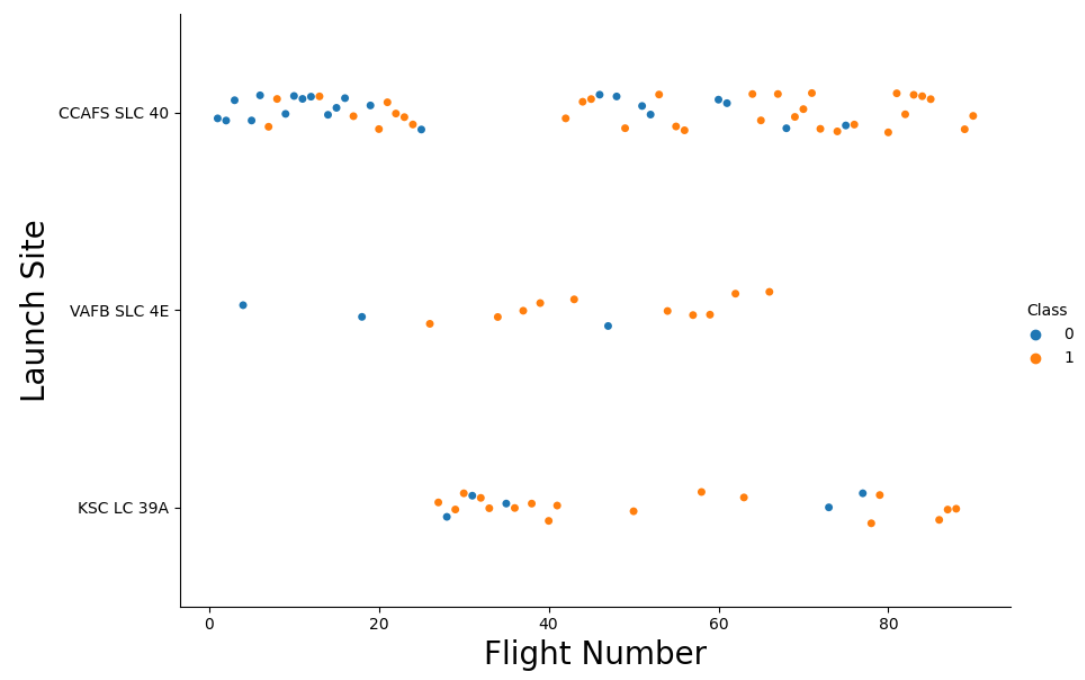 CCAFS SLC 40
VAFB SLC 4E
KSC LC 39A
Launch Site
0 20 40 60 80
Flight Number
Class
0
1